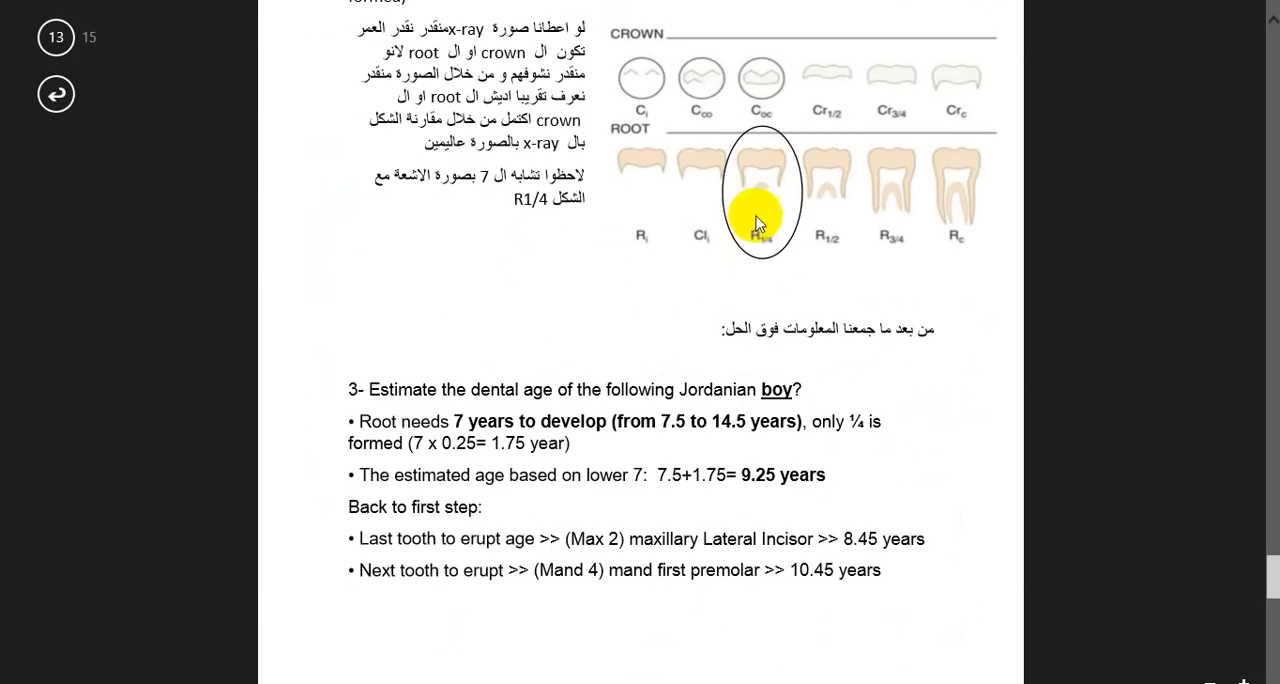 13 15
لو اعطانا صورة x-ray منقدر نقدر العمر
تكون ال crown او ال root لانو
منقدر نشوفهم و من خلال الصورة منقدر
نعرف تقريبا اديش ال root او ال
crown اكتمل من خلال مقارنة الشكل
بال x-ray بالصورة عاليمين
لاحظوا تشابه ال 7 بصورة الاشعة مع
الشكل R1/4
CROWN
Ci Cco Coc Cr1/2 Cr3/4 Crc
ROOT
Ri Cli R1/4 R1/2 R3/4 Rc
من بعد ما جمعنا المعلومات فوق الحل:
3- Estimate the dental age of the following Jordanian boy?
• Root needs 7 years to develop (from 7.5 to 14.5 years), only ¼ is
formed (7 x 0.25= 1.75 year)
• The estimated age based on lower 7: 7.5+1.75= 9.25 years
Back to first step:
• Last tooth to erupt age >> (Max 2) maxillary Lateral Incisor >> 8.45 years
• Next tooth to erupt >> (Mand 4) mand first premolar >> 10.45 years